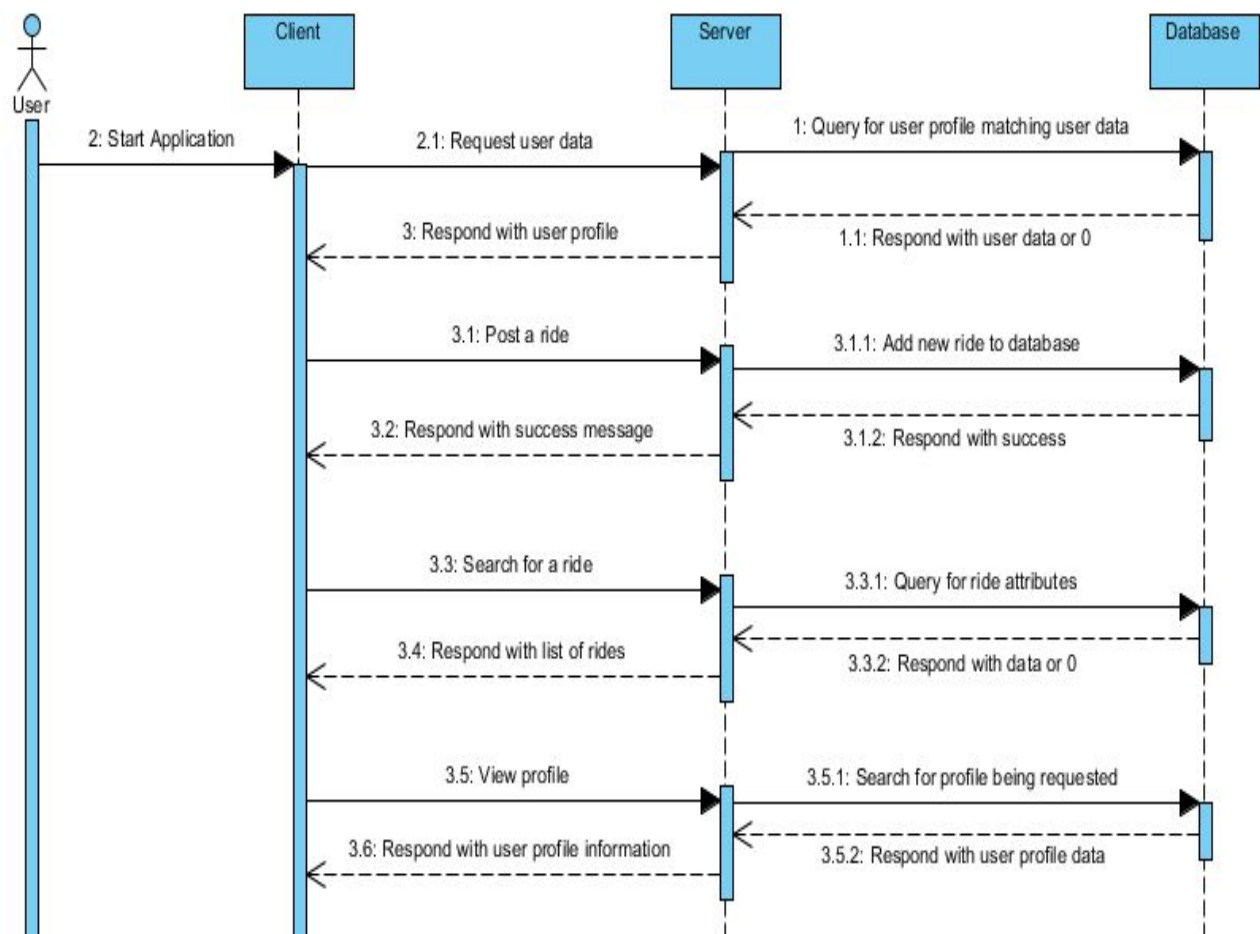 Client
Server
Database
User
2: Start Application
2.1: Request user data
1: Query for user profile matching user data
3: Respond with user profile
1.1: Respond with user data or 0
3.1: Post a ride
3.1.1: Add new ride to database
3.2: Respond with success message
3.1.2: Respond with success
3.3: Search for a ride
3.3.1: Query for ride attributes
3.4: Respond with list of rides
3.3.2: Respond with data or 0
3.5: View profile
3.5.1: Search for profile being requested
3.6: Respond with user profile information
3.5.2: Respond with user profile data